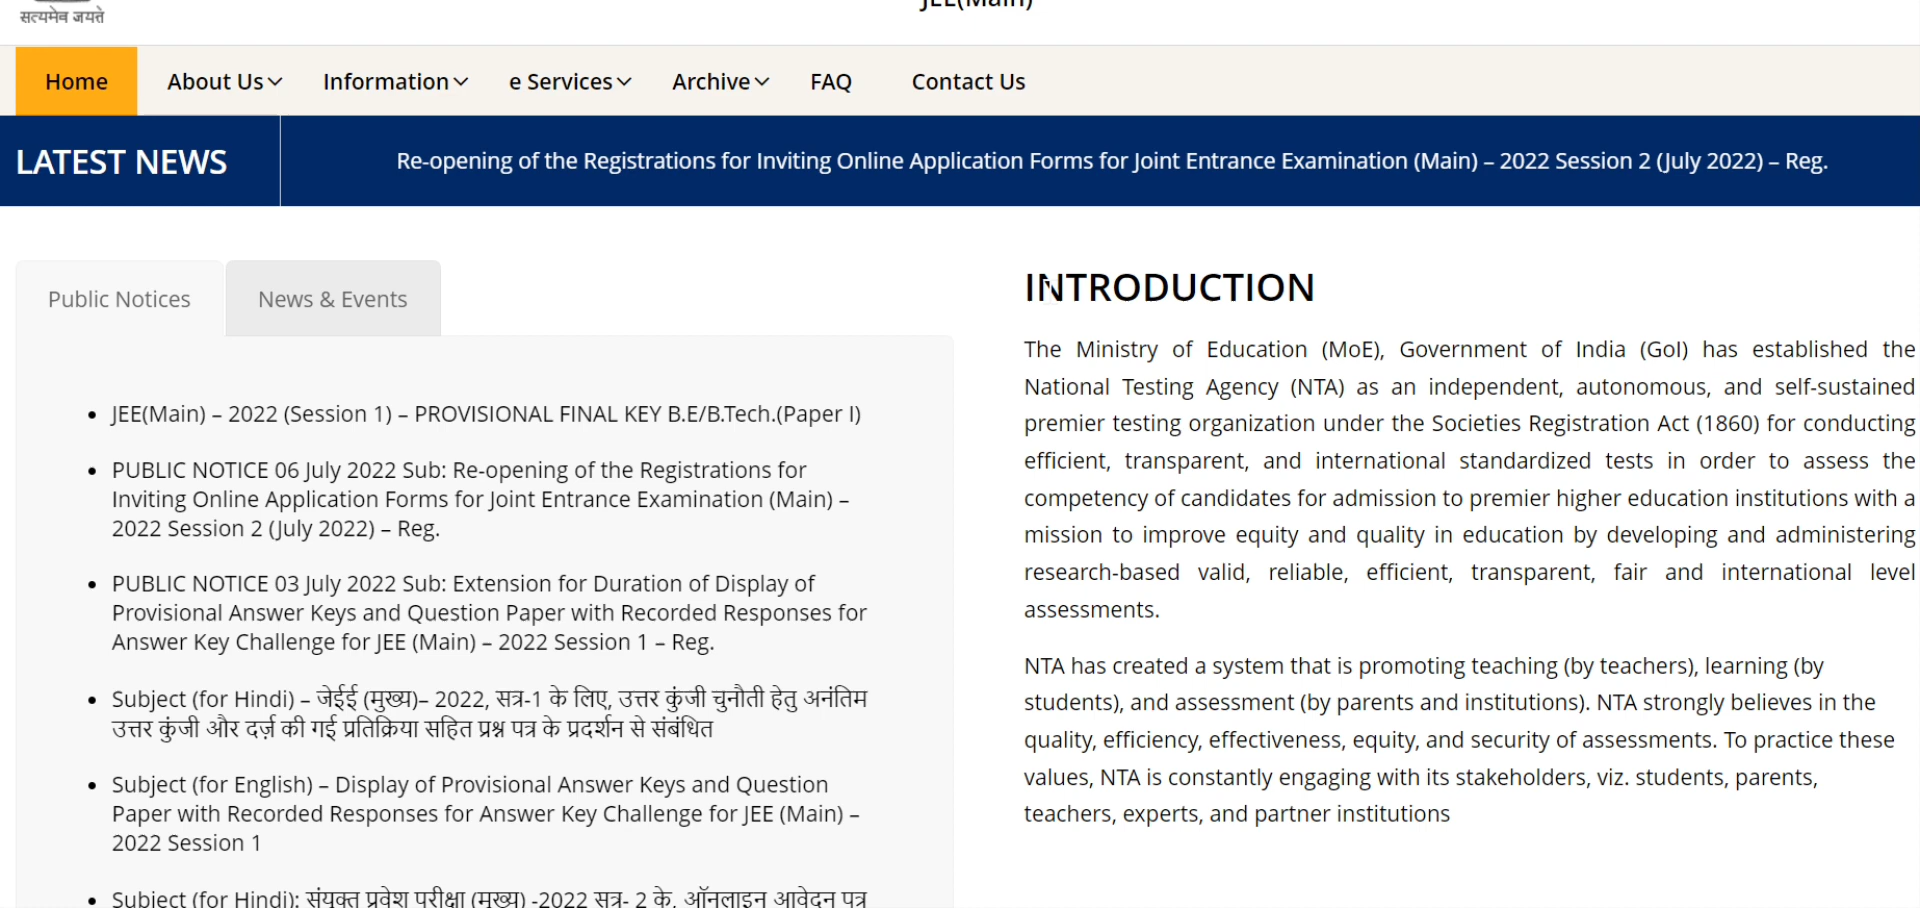 सत्यमेव जयते
JEE(Main)
Home
About Us
Information
e Services
Archive
FAQ
Contact Us
LATEST NEWS
Re-opening of the Registrations for Inviting Online Application Forms for Joint Entrance Examination (Main) – 2022 Session 2 (July 2022) – Reg.
Public Notices
News & Events
JEE(Main) – 2022 (Session 1) – PROVISIONAL FINAL KEY B.E/B.Tech.(Paper I)
PUBLIC NOTICE 06 July 2022 Sub: Re-opening of the Registrations for
Inviting Online Application Forms for Joint Entrance Examination (Main) –
2022 Session 2 (July 2022) – Reg.
PUBLIC NOTICE 03 July 2022 Sub: Extension for Duration of Display of
Provisional Answer Keys and Question Paper with Recorded Responses for
Answer Key Challenge for JEE (Main) – 2022 Session 1 – Reg.
Subject (for Hindi) – जेईई (मुख्य)– 2022, सत्र-1 के लिए, उत्तर कुंजी चुनौती हेतु अनंतिम
उत्तर कुंजी और दर्ज़ की गई प्रतिक्रिया सहित प्रश्न पत्र के प्रदर्शन से संबंधित
Subject (for English) – Display of Provisional Answer Keys and Question
Paper with Recorded Responses for Answer Key Challenge for JEE (Main) –
2022 Session 1
Subject (for Hindi): संयुक्त प्रवेश परीक्षा (मुख्य) -2022 सत्र- 2 के, ऑनलाइन आवेदन पत्र
INTRODUCTION
The Ministry of Education (MoE), Government of India (GoI) has established the
National Testing Agency (NTA) as an independent, autonomous, and self-sustained
premier testing organization under the Societies Registration Act (1860) for conducting
efficient, transparent, and international standardized tests in order to assess the
competency of candidates for admission to premier higher education institutions with a
mission to improve equity and quality in education by developing and administering
research-based valid, reliable, efficient, transparent, fair and international level
assessments.
NTA has created a system that is promoting teaching (by teachers), learning (by
students), and assessment (by parents and institutions). NTA strongly believes in the
quality, efficiency, effectiveness, equity, and security of assessments. To practice these
values, NTA is constantly engaging with its stakeholders, viz. students, parents,
teachers, experts, and partner institutions